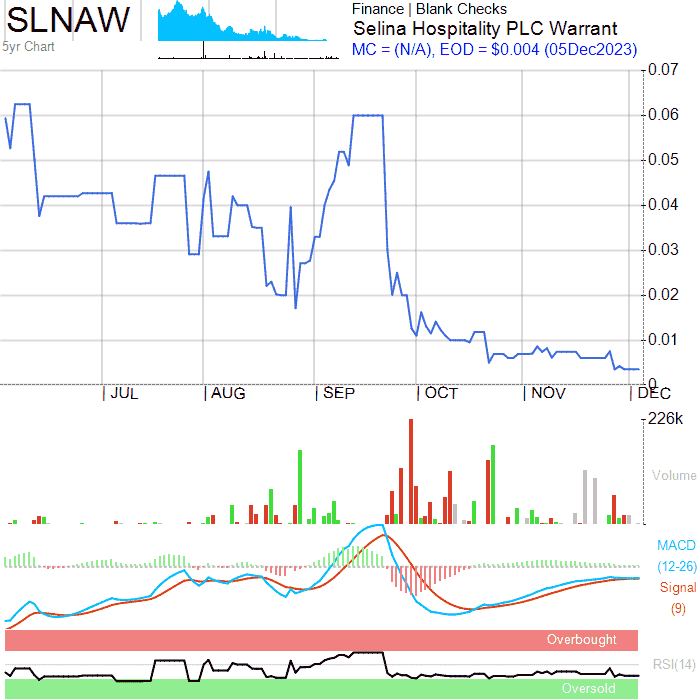 SLNAW
5yr Chart
Finance | Blank Checks
Selina Hospitality PLC Warrant
MC = (N/A), EOD = $0.004 (05Dec2023)
0.07
0.06
0.05
0.04
0.03
0.02
0.01
0
JUL AUG SEP OCT NOV DEC
226k
Volume
MACD
(12-26)
Signal
(9)
Overbought
RSI(14)
Oversold